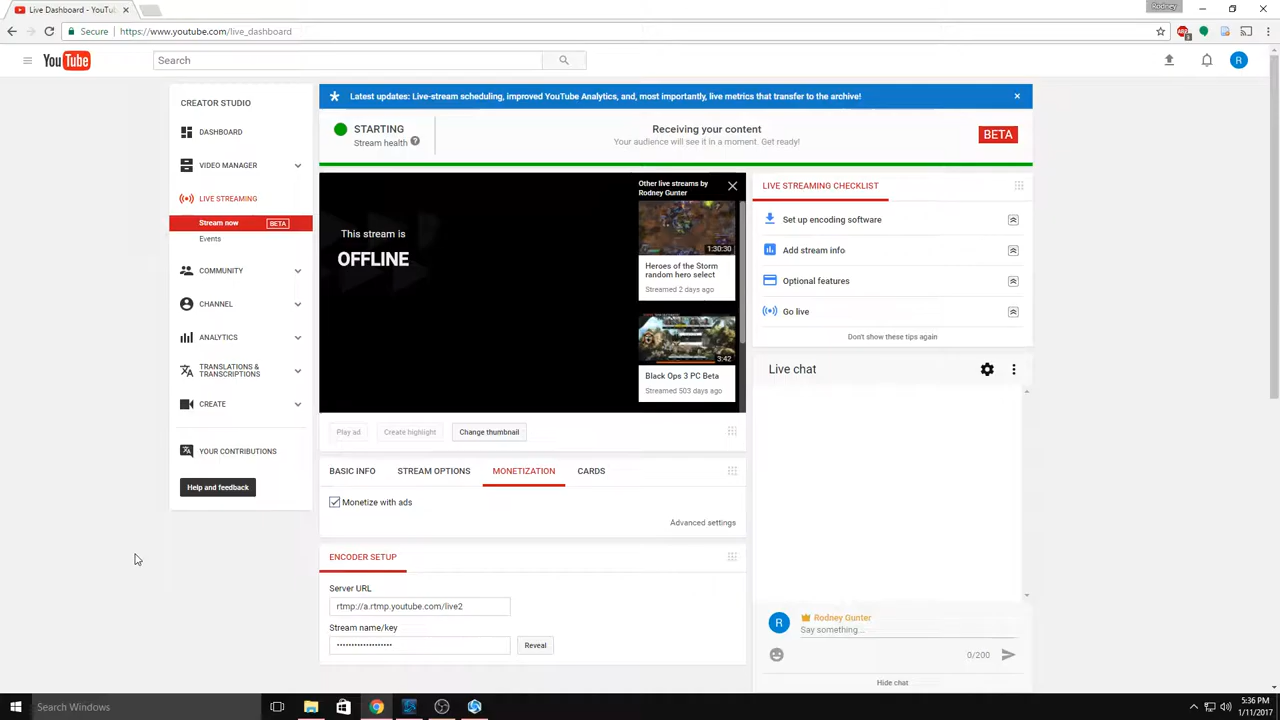 Live Dashboard - YouTu
Rodney
Secure
https://www.youtube.com/live_dashboard
YouTube
Search
R
CREATOR STUDIO
DASHBOARD
VIDEO MANAGER
LIVE STREAMING
Stream now
BETA
Events
COMMUNITY
CHANNEL
ANALYTICS
TRANSLATIONS &
TRANSCRIPTIONS
CREATE
YOUR CONTRIBUTIONS
Help and feedback
Latest updates: Live-stream scheduling, improved YouTube Analytics, and, most importantly, live metrics that transfer to the archive!
STARTING
Stream health
Receiving your content
Your audience will see it in a moment. Get ready!
BETA
This stream is
OFFLINE
Other live streams by
Rodney Gunter
1:30:30
Heroes of the Storm
random hero select
Streamed 2 days ago
3:42
Black Ops 3 PC Beta
Streamed 503 days ago
Play ad
Create highlight
Change thumbnail
BASIC INFO
STREAM OPTIONS
MONETIZATION
CARDS
Monetize with ads
Advanced settings
ENCODER SETUP
Server URL
rtmp://a.rtmp.youtube.com/live2
Stream name/key
•••••••••••••••••••
Reveal
LIVE STREAMING CHECKLIST
Set up encoding software
Add stream info
Optional features
Go live
Don't show these tips again
Live chat
R
Rodney Gunter
Say something...
0/200
Hide chat
Search Windows
5:36 PM
1/11/2017